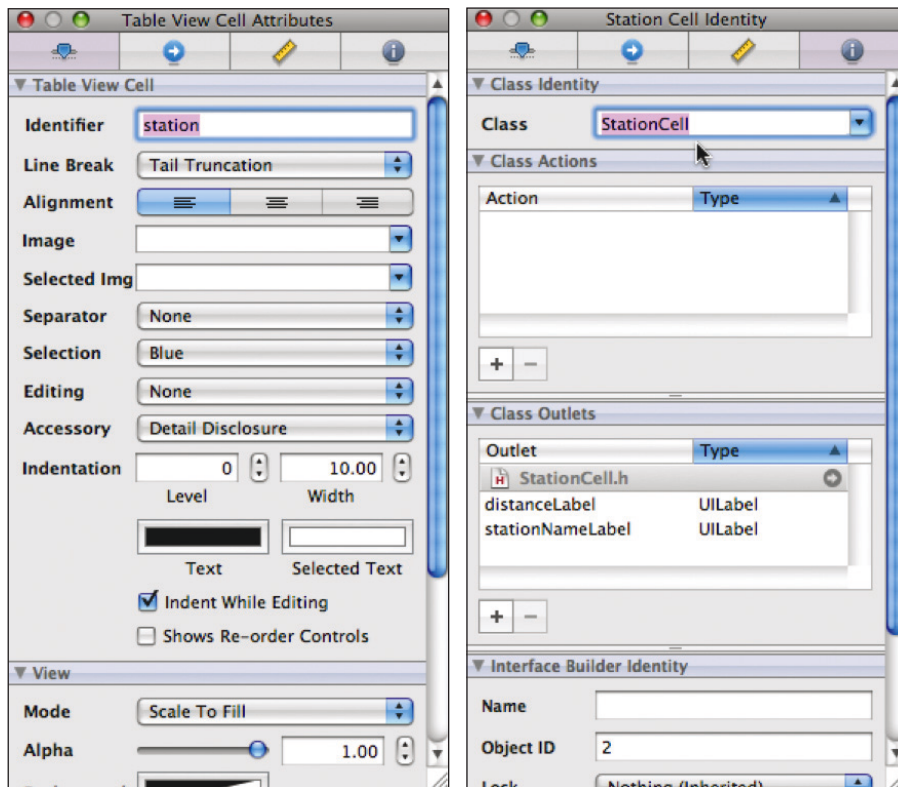 Table View Cell Attributes
Table View Cell
Identifier station
Line Break Tail Truncation
Alignment
Image
Selected Img
Separator None
Selection Blue
Editing None
Accessory Detail Disclosure
Indentation 0 10.00
Level Width
Text Selected Text
Indent While Editing
Shows Re-order Controls
View
Mode Scale To Fill
Alpha 1.00
Station Cell Identity
Class Identity
Class StationCell
Class Actions
Action Type
+ −
Class Outlets
Outlet Type
StationCell.h
distanceLabel UILabel
stationNameLabel UILabel
+ −
Interface Builder Identity
Name
Object ID 2
Lock Nothing (Inherited)